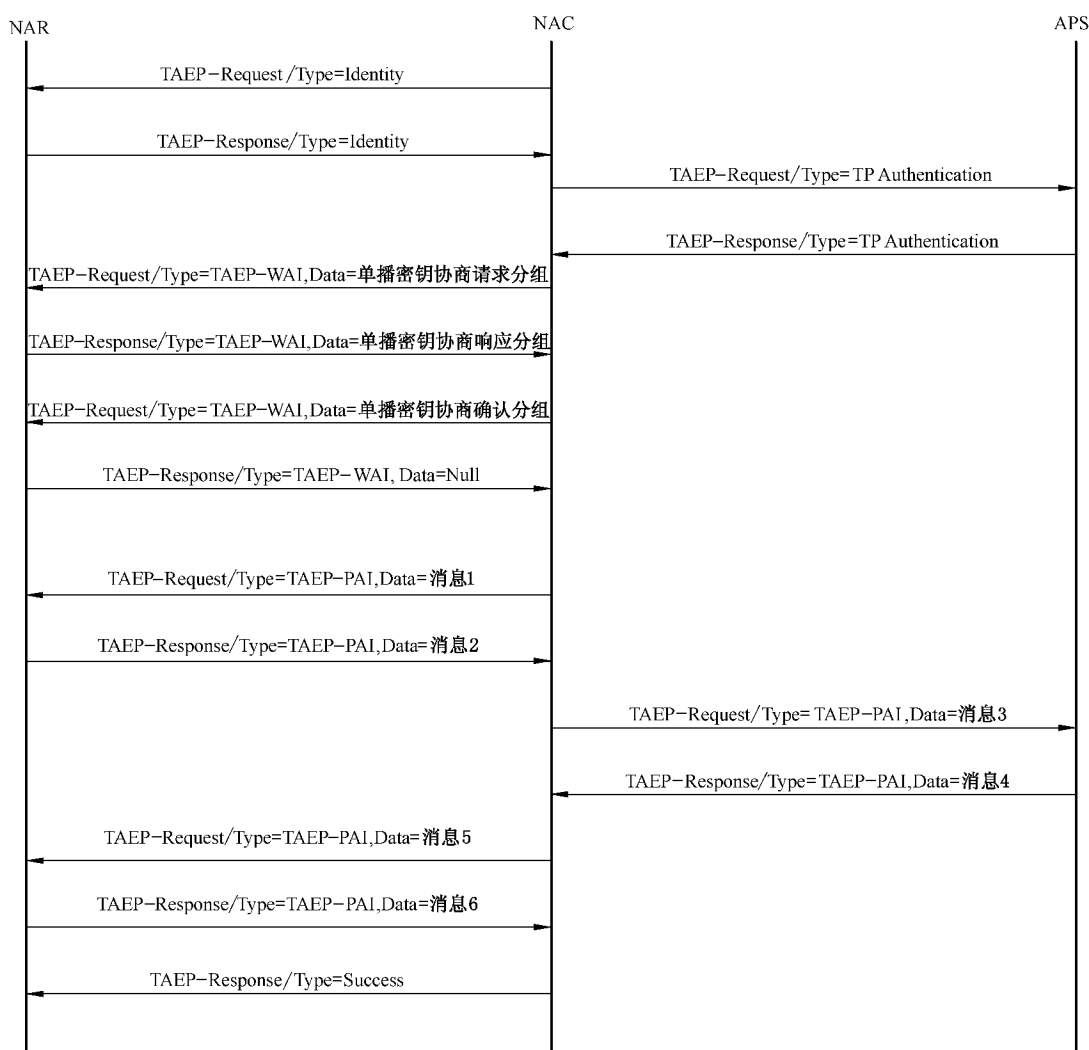 NAR
NAC
APS
TAEP-Request/Type=Identity
TAEP-Response/Type=Identity
TAEP-Request/Type=TP Authentication
TAEP-Response/Type=TP Authentication
TAEP-Request/Type=TAEP-WAI,Data=单播密钥协商请求分组
TAEP-Response/Type=TAEP-WAI,Data=单播密钥协商响应分组
TAEP-Request/Type=TAEP-WAI,Data=单播密钥协商确认分组
TAEP-Response/Type=TAEP-WAI, Data=Null
TAEP-Request/Type=TAEP-PAI,Data=消息1
TAEP-Response/Type=TAEP-PAI,Data=消息2
TAEP-Request/Type=TAEP-PAI,Data=消息3
TAEP-Response/Type=TAEP-PAI,Data=消息4
TAEP-Request/Type=TAEP-PAI,Data=消息5
TAEP-Response/Type=TAEP-PAI,Data=消息6
TAEP-Response/Type=Success